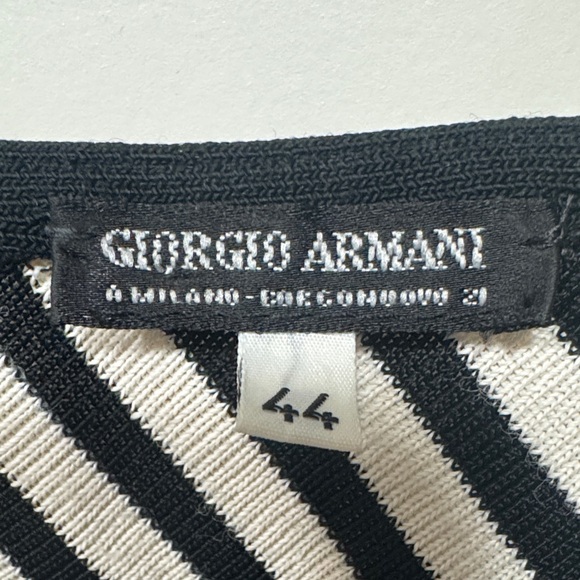 GIORGIO ARMANI
A MILANO - BORGONUOVO 21
44